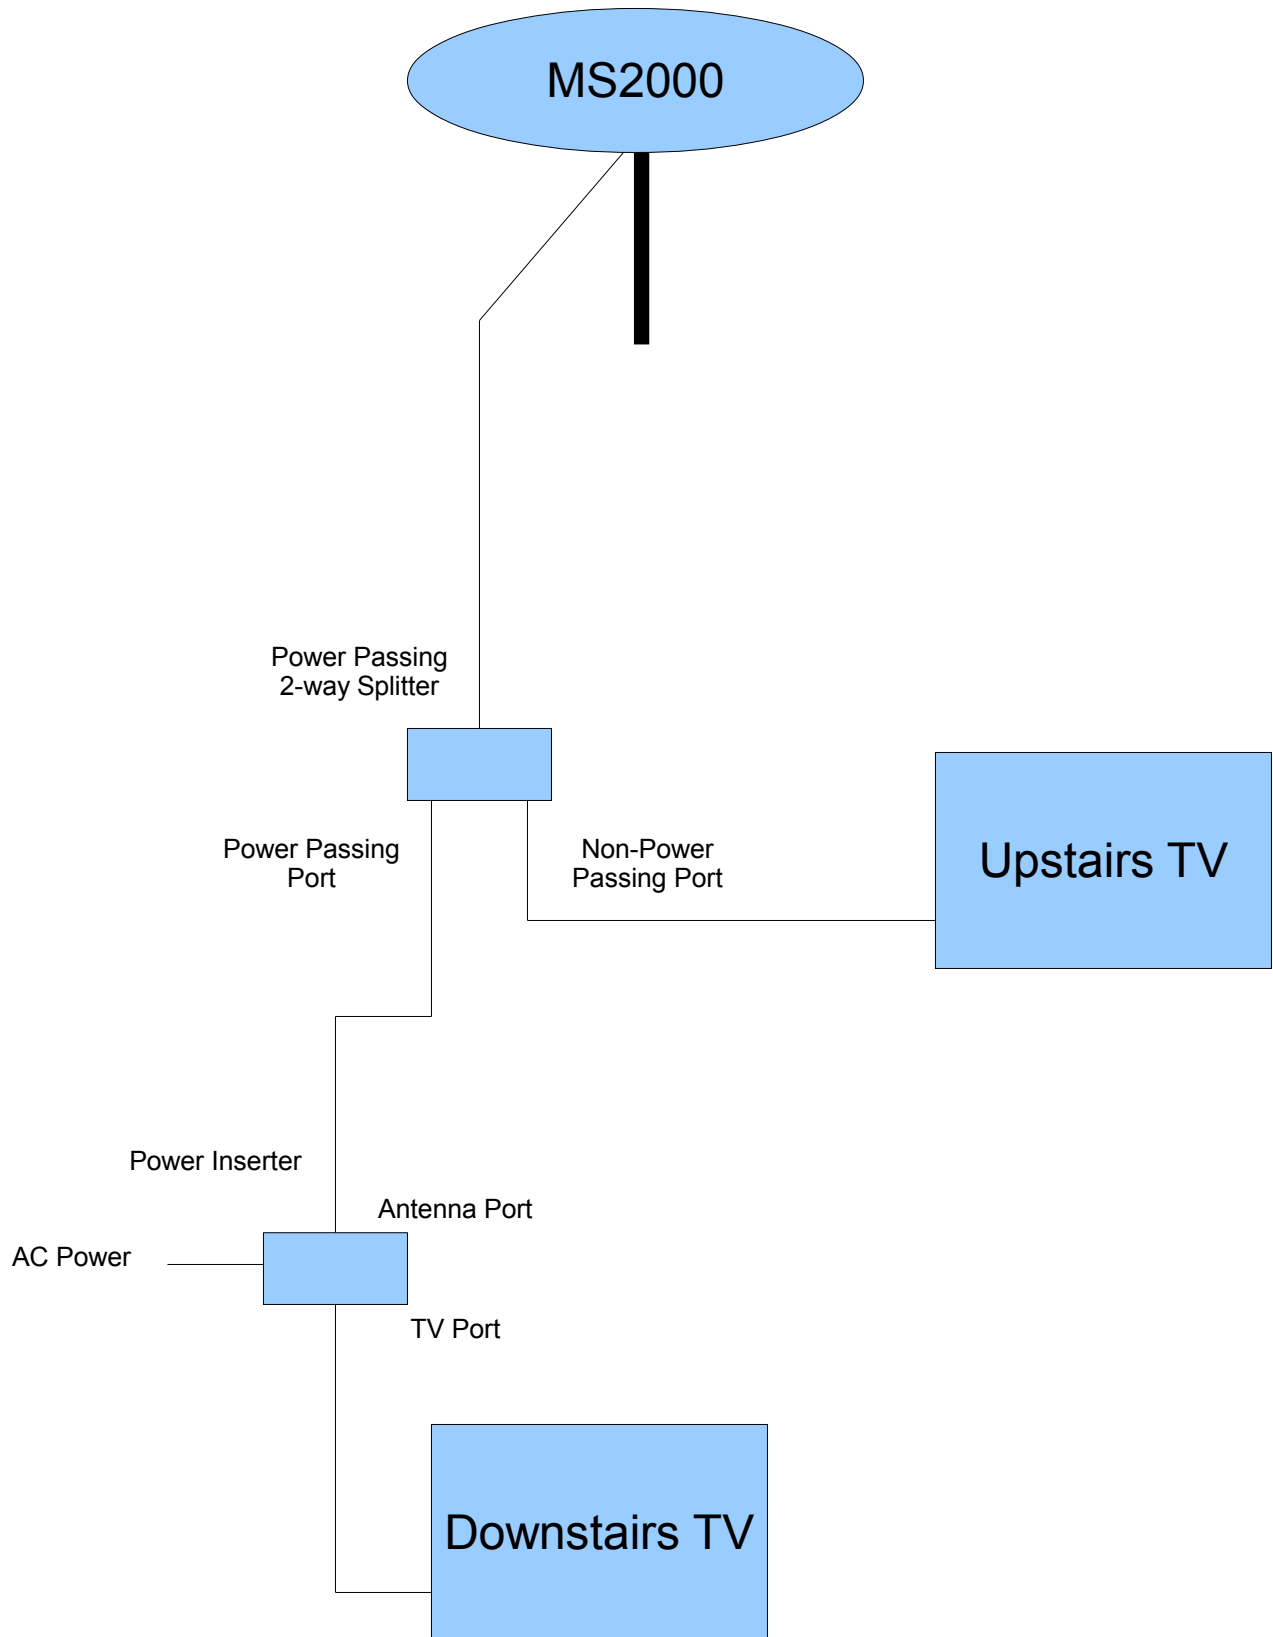 MS2000
Power Passing
2-way Splitter
Power Passing
Port
Non-Power
Passing Port
Upstairs TV
Power Inserter
Antenna Port
AC Power
TV Port
Downstairs TV